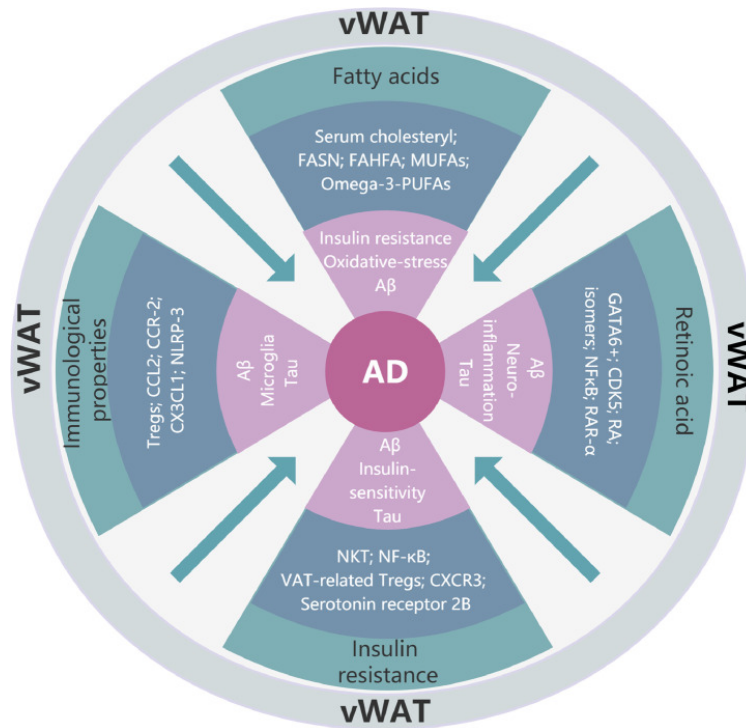 vWAT
Fatty acids
Serum cholesteryl;
FASN; FAHFA; MUFAs;
Omega-3-PUFAs
Insulin resistance
Oxidative-stress
Aβ
vWAT
Immunological
properties
Tregs; CCL2; CCR-2;
CX3CL1; NLRP-3
Aβ
Microglia
Tau
AD
Aβ
Neuro-
inflammation
Tau
GATA6+; CDK5; RA;
isomers; NFκB; RAR-α
Retinoic acid
vWAT
Aβ
Insulin-
sensitivity
Tau
NKT; NF-κB;
VAT-related Tregs; CXCR3;
Serotonin receptor 2B
Insulin
resistance
vWAT